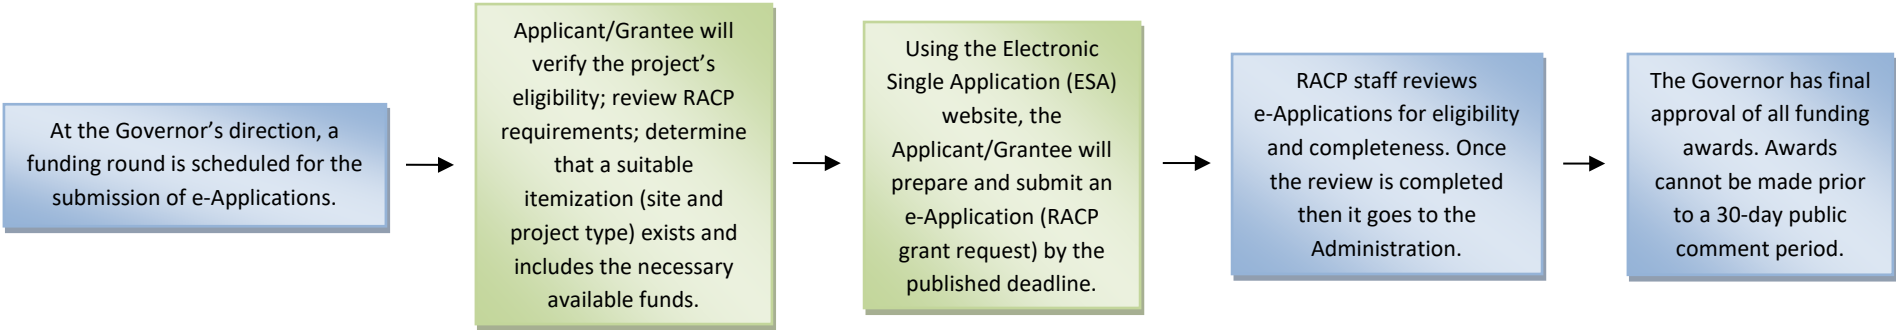 At the Governor’s direction, a
funding round is scheduled for the
submission of e-Applications.
Applicant/Grantee will
verify the project’s
eligibility; review RACP
requirements; determine
that a suitable
itemization (site and
project type) exists and
includes the necessary
available funds.
Using the Electronic
Single Application (ESA)
website, the
Applicant/Grantee will
prepare and submit an
e-Application (RACP
grant request) by the
published deadline.
RACP staff reviews
e-Applications for eligibility
and completeness. Once
the review is completed
then it goes to the
Administration.
The Governor has final
approval of all funding
awards. Awards
cannot be made prior
to a 30-day public
comment period.